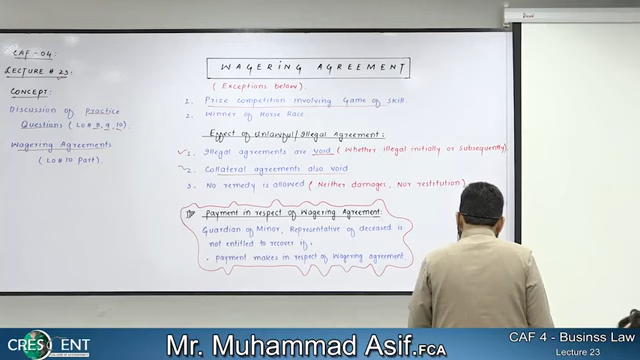 CAF - 04:
LECTURE # 23:
CONCEPT:
Discussion of practice
Questions (LO# 8, 9, 10).
Wagering Agreements
(LO# 10 Part).
WAGERING AGREEMENT
(Exceptions below).
1. Prize competition involving Game of skill.
2. Winner of Horse Race.
Effect of Unlawful/Illegal Agreement:
1. Illegal agreements are void (Whether illegal initially or subsequently).
2. Collateral agreements also void
3. No remedy is allowed (Neither damages, Nor restitution)
Payment in respect of Wagering Agreement:
Guardian of Minor, Representative of deceased is
not entitled to recover if:
• Payment makes in respect of Wagering agreement.
CRESCENT
Mr. Muhammad Asif.FCA
CAF 4 - Businss Law
Lecture 23